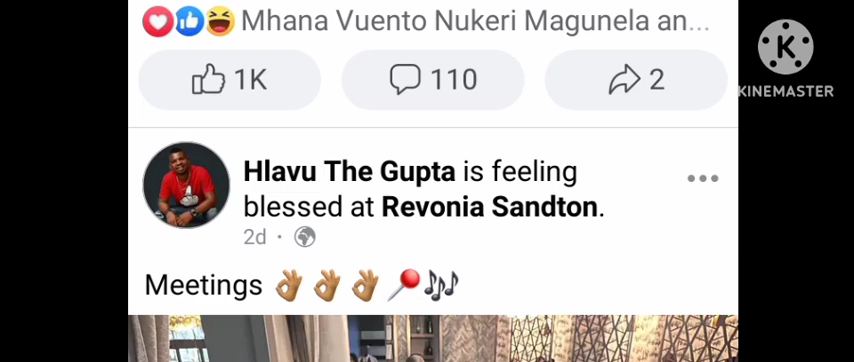 Mhana Vuento Nukeri Magunela an...
1K
110
2
K
KINEMASTER
Hlavu The Gupta is feeling
blessed at Revonia Sandton.
2d ·
Meetings 👌🏾👌🏾👌🏾📍🎶